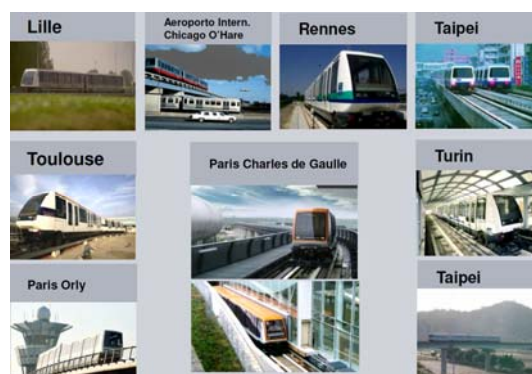 Lille
Aeroporto Intern.
Chicago O'Hare
Rennes
Taipei
Toulouse
Paris Charles de Gaulle
Turin
Paris Orly
Taipei